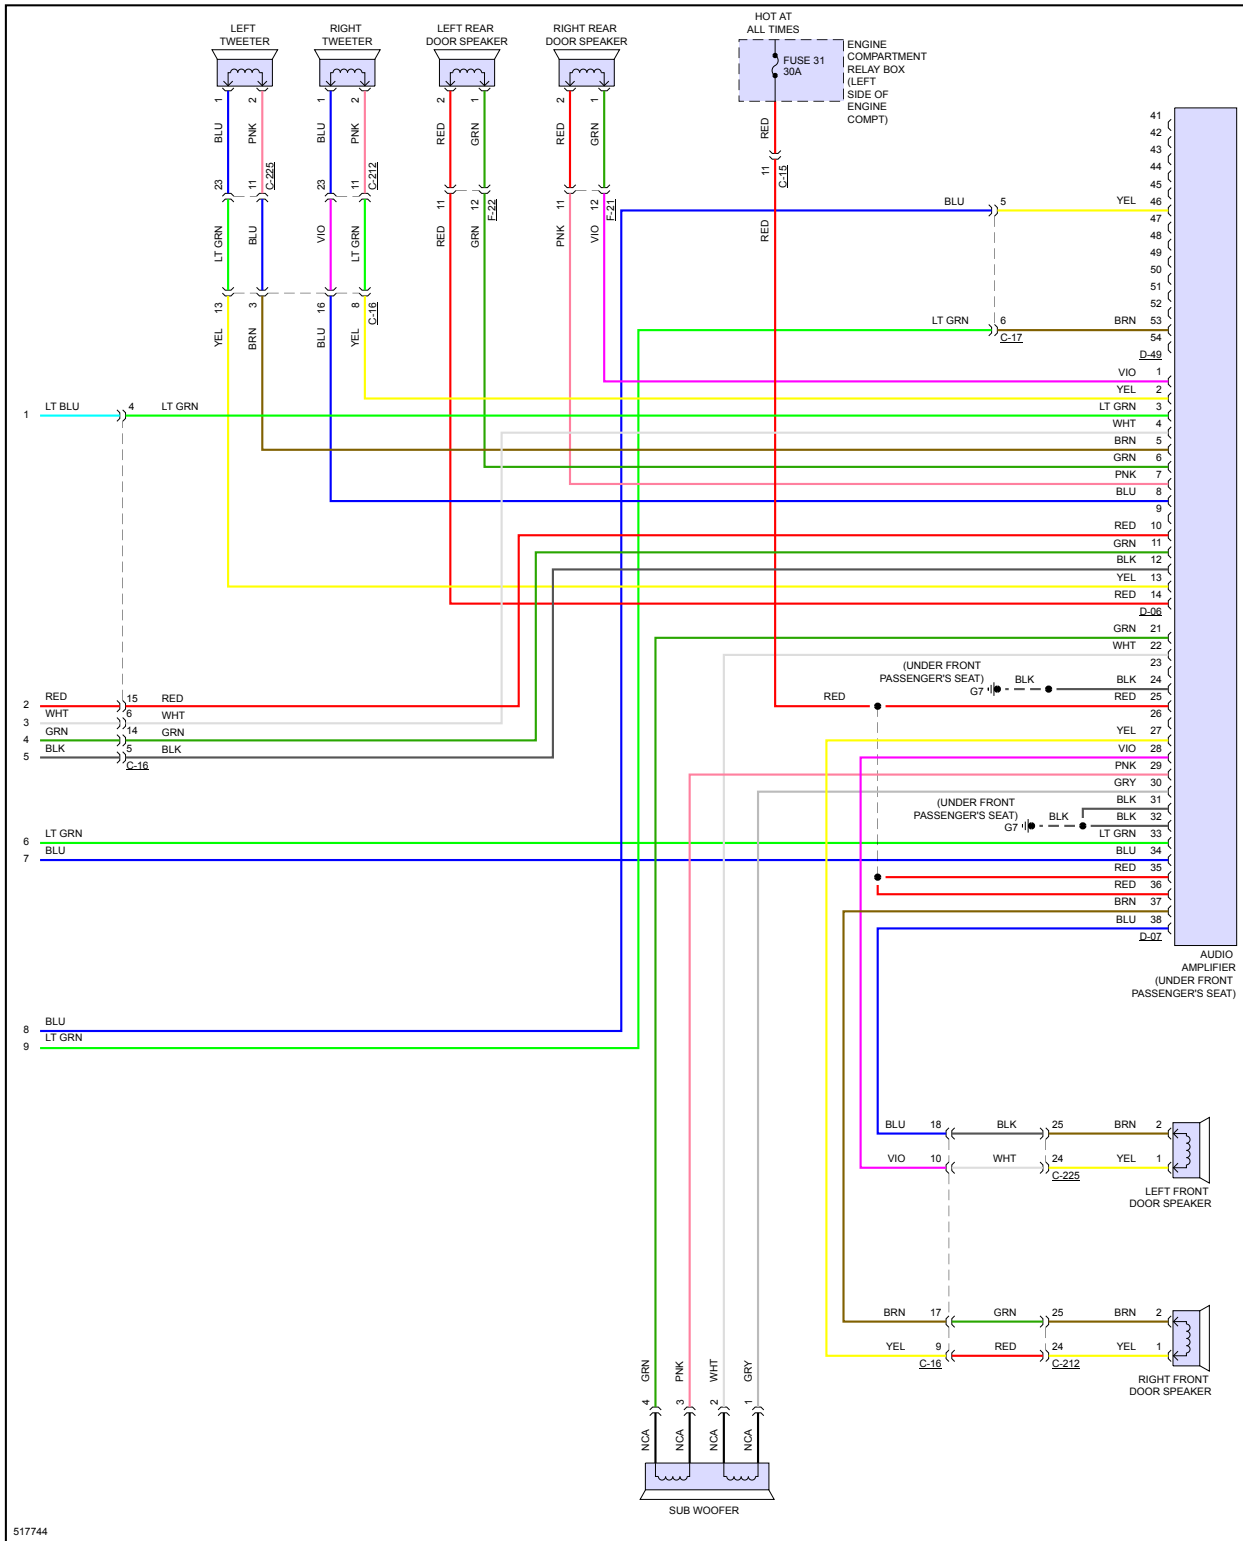 LEFT
TWEETER
RIGHT
TWEETER
LEFT REAR
DOOR SPEAKER
RIGHT REAR
DOOR SPEAKER
HOT AT
ALL TIMES
FUSE 31
30A
ENGINE
COMPARTMENT
RELAY BOX
(LEFT
SIDE OF
ENGINE
COMPT)
1 2 1 2 2 1 2 1
BLU PNK BLU PNK RED GRN RED GRN RED
23 11 C-225 23 11 C-212 11 12 F-22 11 12 F-21 11 C-15
LT GRN BLU VIO LT GRN RED GRN PNK VIO RED
13 3 16 8 C-16
YEL BRN BLU YEL
41
42
43
44
45
BLU 5 YEL 46
47
48
49
50
51
52
LT GRN 6 BRN 53
C-17 54
D-49
VIO 1
YEL 2
1 LT BLU 4 LT GRN LT GRN 3
WHT 4
BRN 5
GRN 6
PNK 7
BLU 8
9
RED 10
GRN 11
BLK 12
YEL 13
RED 14
D-06
GRN 21
WHT 22
23
(UNDER FRONT
PASSENGER'S SEAT)
G7 BLK BLK 24
2 RED 15 RED RED RED 25
3 WHT 6 WHT 26
4 GRN 14 GRN YEL 27
5 BLK 5 BLK VIO 28
C-16
PNK 29
GRY 30
(UNDER FRONT
PASSENGER'S SEAT)
BLK 31
G7 BLK BLK 32
6 LT GRN LT GRN 33
7 BLU BLU 34
RED 35
RED 36
BRN 37
BLU 38
D-07
AUDIO
AMPLIFIER
(UNDER FRONT
PASSENGER'S SEAT)
8 BLU
9 LT GRN
BLU 18 BLK 25 BRN 2
VIO 10 WHT 24 YEL 1
C-225
LEFT FRONT
DOOR SPEAKER
BRN 17 GRN 25 BRN 2
YEL 9 RED 24 YEL 1
C-16 C-212
RIGHT FRONT
DOOR SPEAKER
GRN PNK WHT GRY
4 3 2 1
NCA NCA NCA NCA
SUB WOOFER
517744